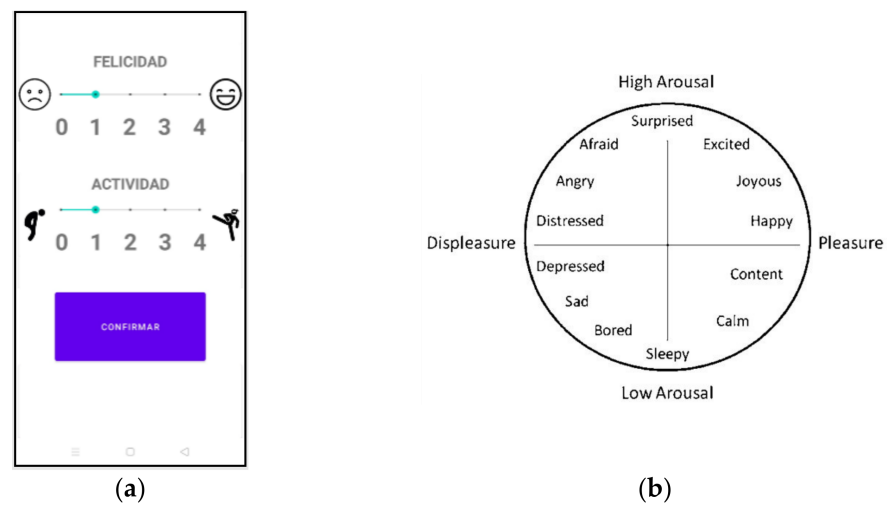 FELICIDAD
0 1 2 3 4
ACTIVIDAD
0 1 2 3 4
CONFIRMAR
(a)
High Arousal
Surprised
Afraid Excited
Angry Joyous
Distressed Happy
Displeasure Pleasure
Depressed Content
Sad
Bored Calm
Sleepy
Low Arousal
(b)